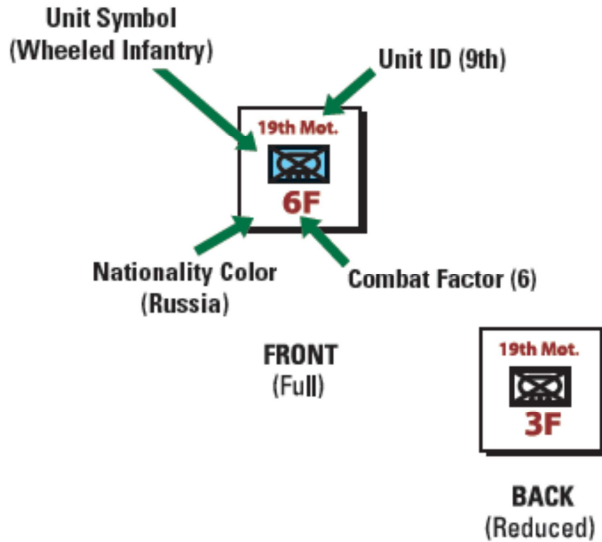 Unit Symbol
(Wheeled Infantry)
Unit ID (9th)
19th Mot.
6F
Nationality Color
(Russia)
Combat Factor (6)
FRONT
(Full)
19th Mot.
3F
BACK
(Reduced)